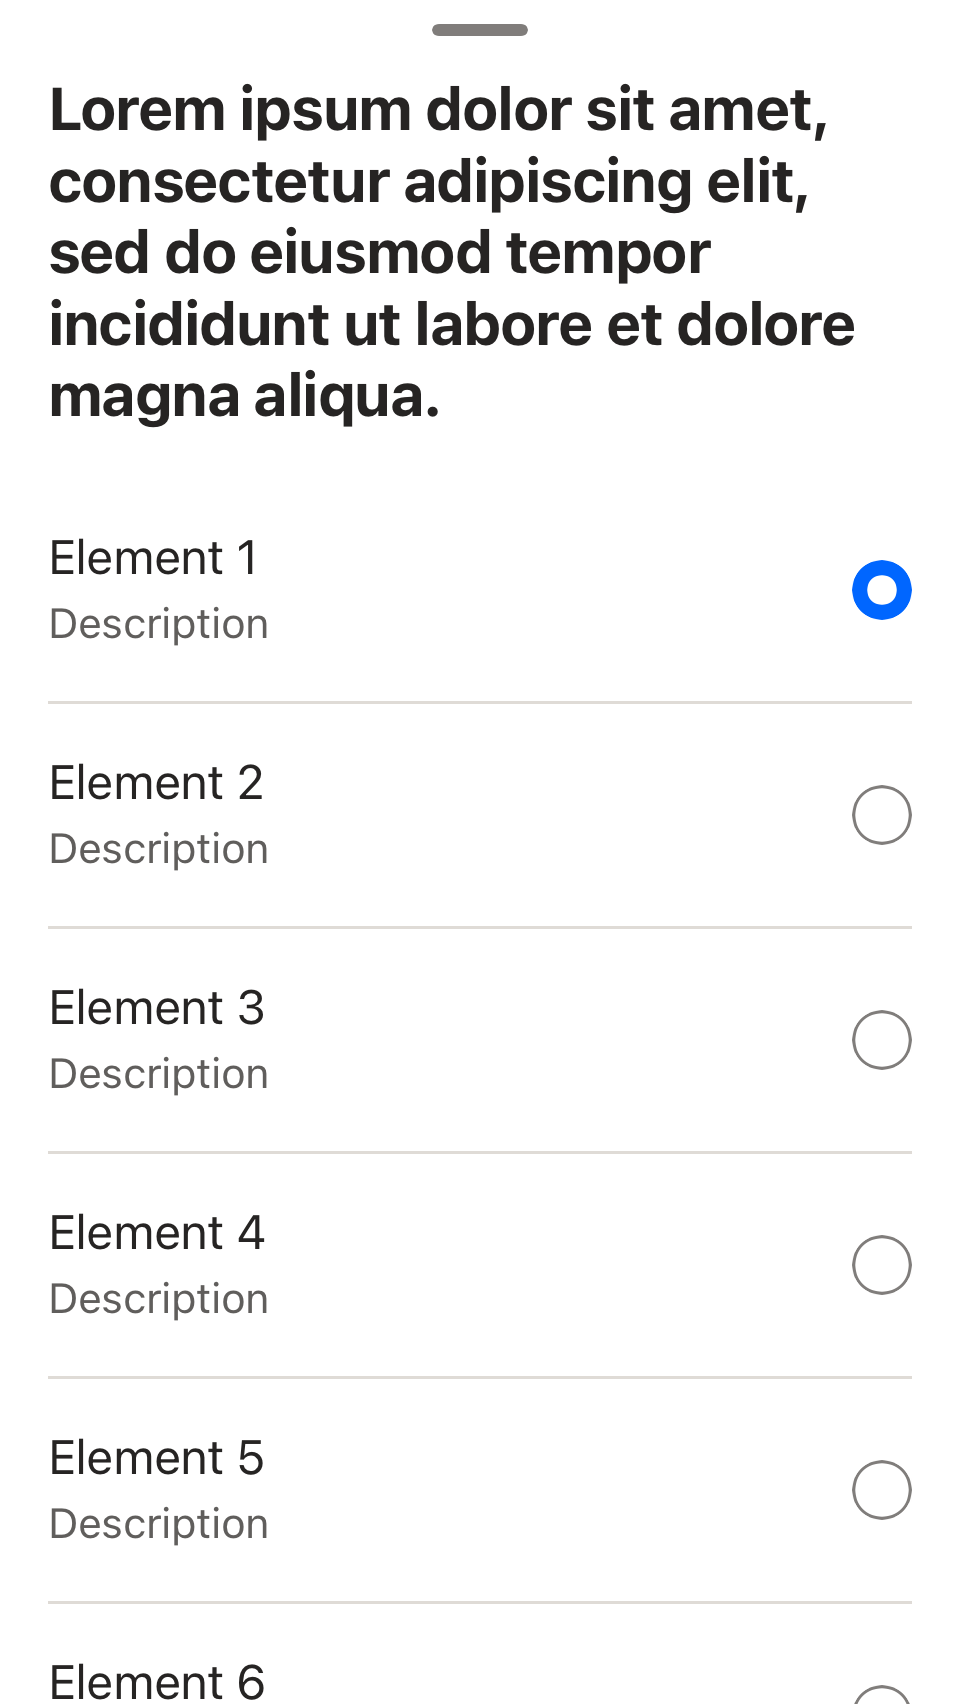 Lorem ipsum dolor sit amet,
consectetur adipiscing elit,
sed do eiusmod tempor
incididunt ut labore et dolore
magna aliqua.
Element 1
Description
Element 2
Description
Element 3
Description
Element 4
Description
Element 5
Description
Element 6